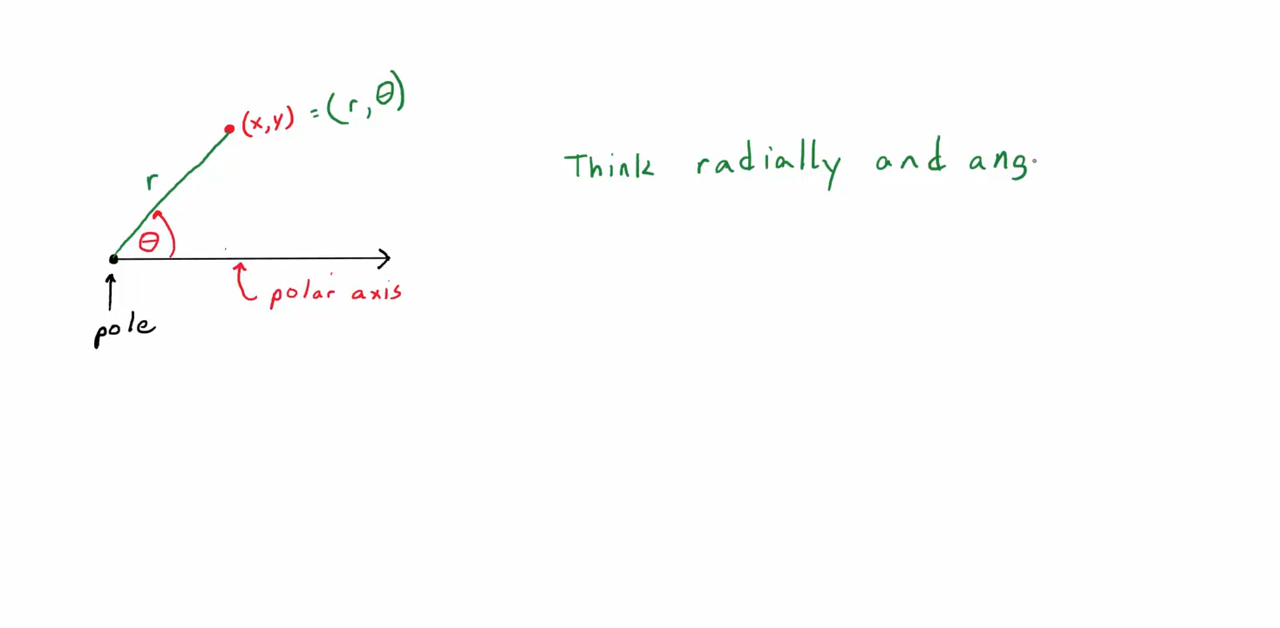 (x,y) = (r, θ)
Think radially and ang
r
θ
polar axis
pole